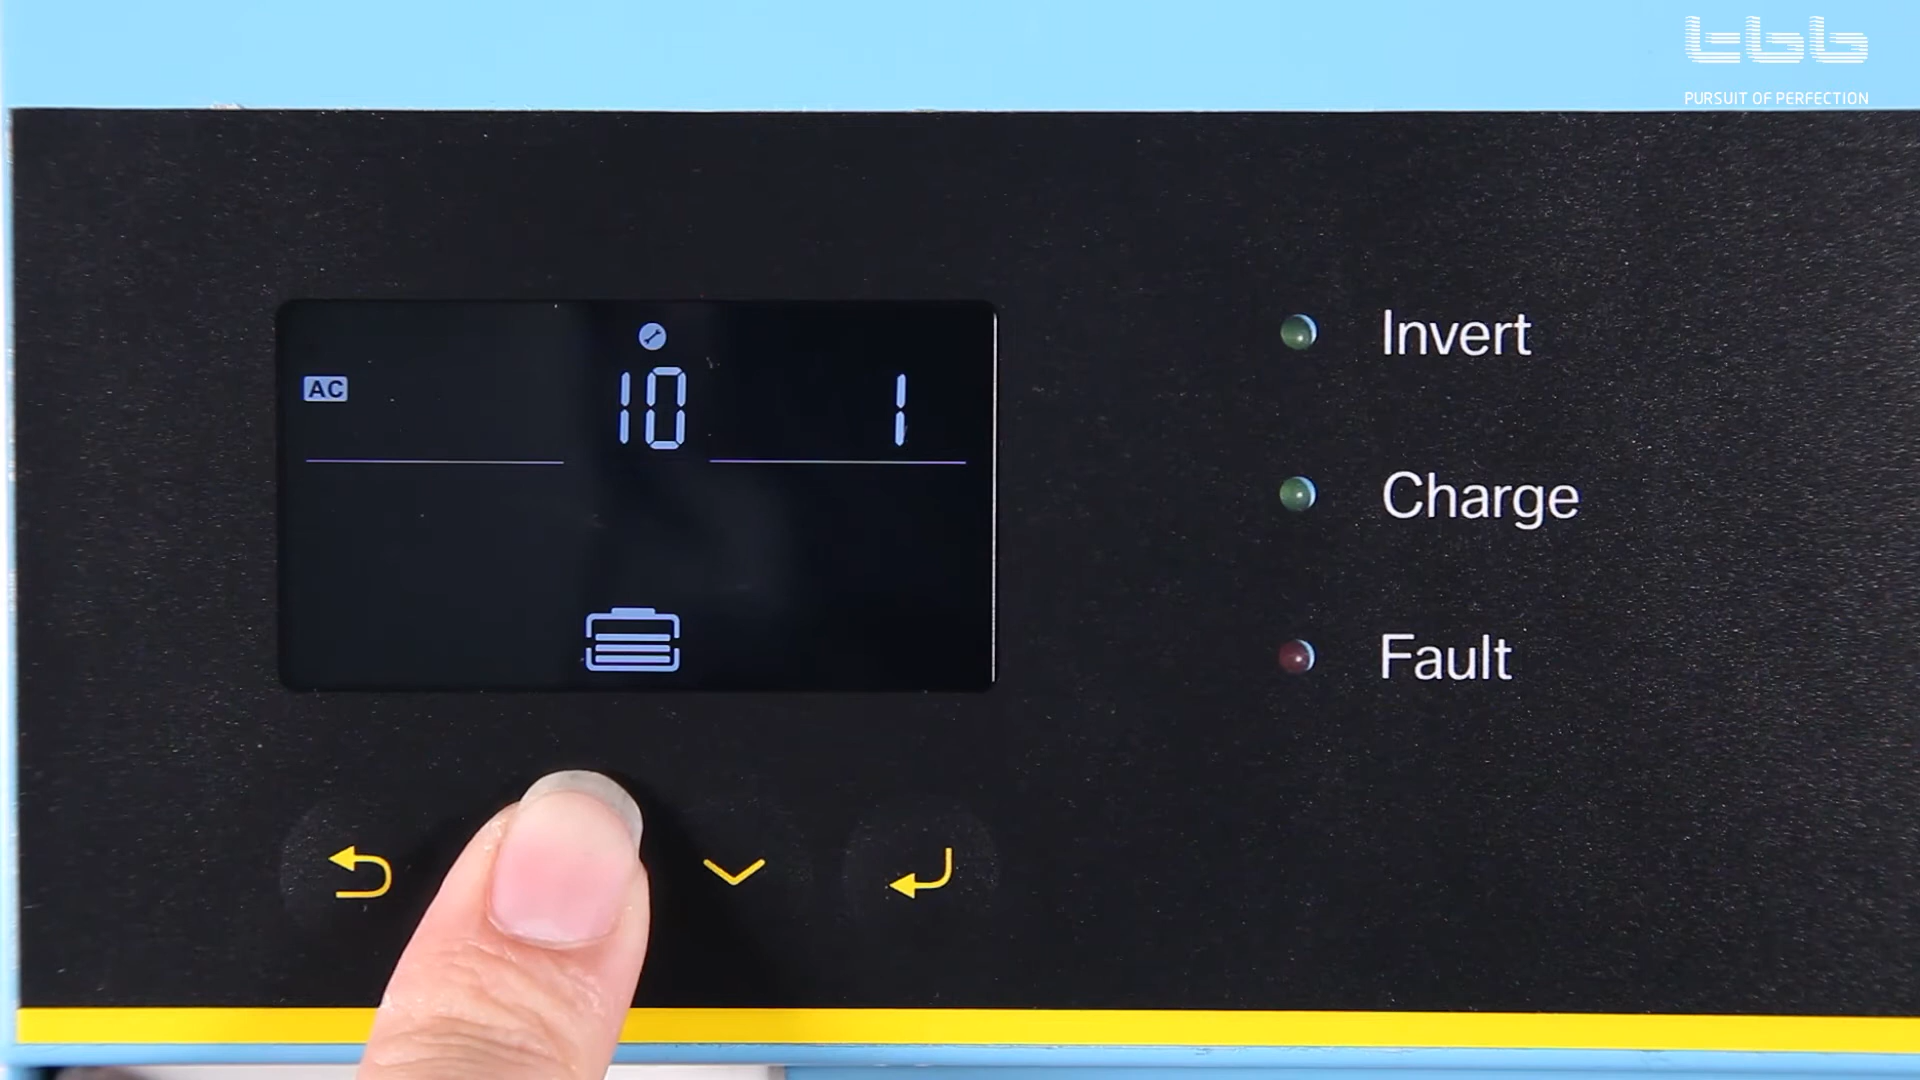 tbb
PURSUIT OF PERFECTION
AC
10
1
Invert
Charge
Fault